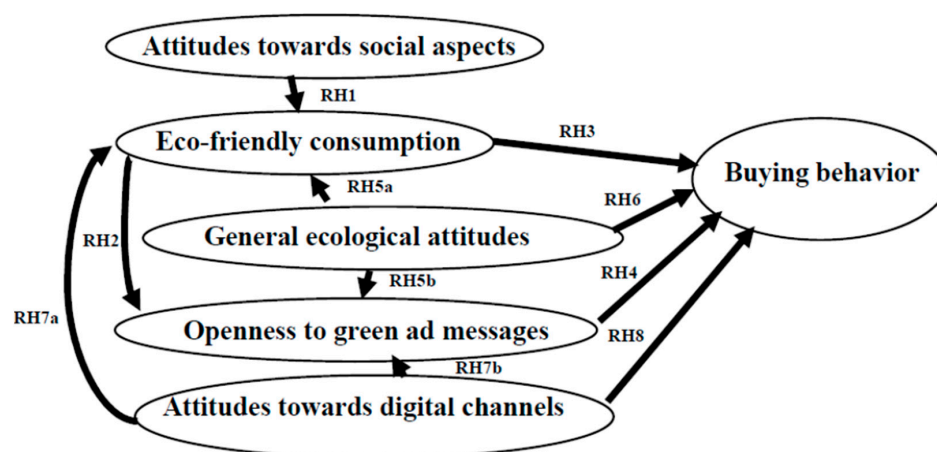 Attitudes towards social aspects
RH1
Eco-friendly consumption
RH3
Buying behavior
RH5a
RH6
General ecological attitudes
RH2
RH4
RH5b
RH7a
Openness to green ad messages
RH8
RH7b
Attitudes towards digital channels